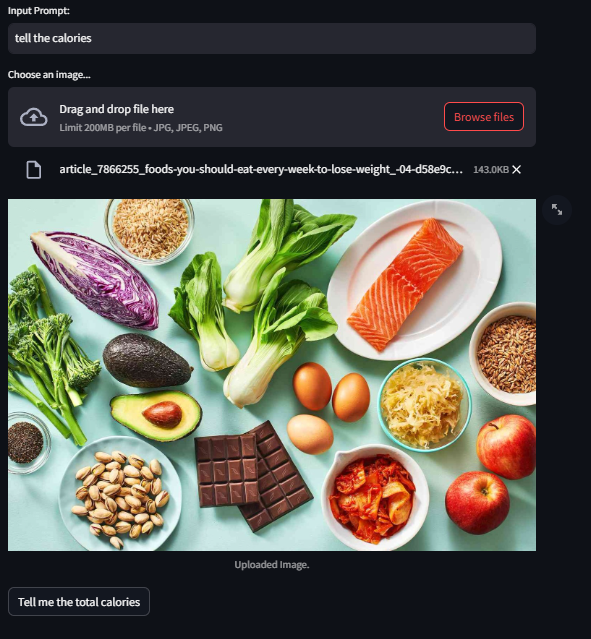 Input Prompt:
tell the calories
Choose an image...
Drag and drop file here
Limit 200MB per file • JPG, JPEG, PNG
Browse files
article_7866255_foods-you-should-eat-every-week-to-lose-weight_-04-d58e9c... 143.0KB
Uploaded Image.
Tell me the total calories